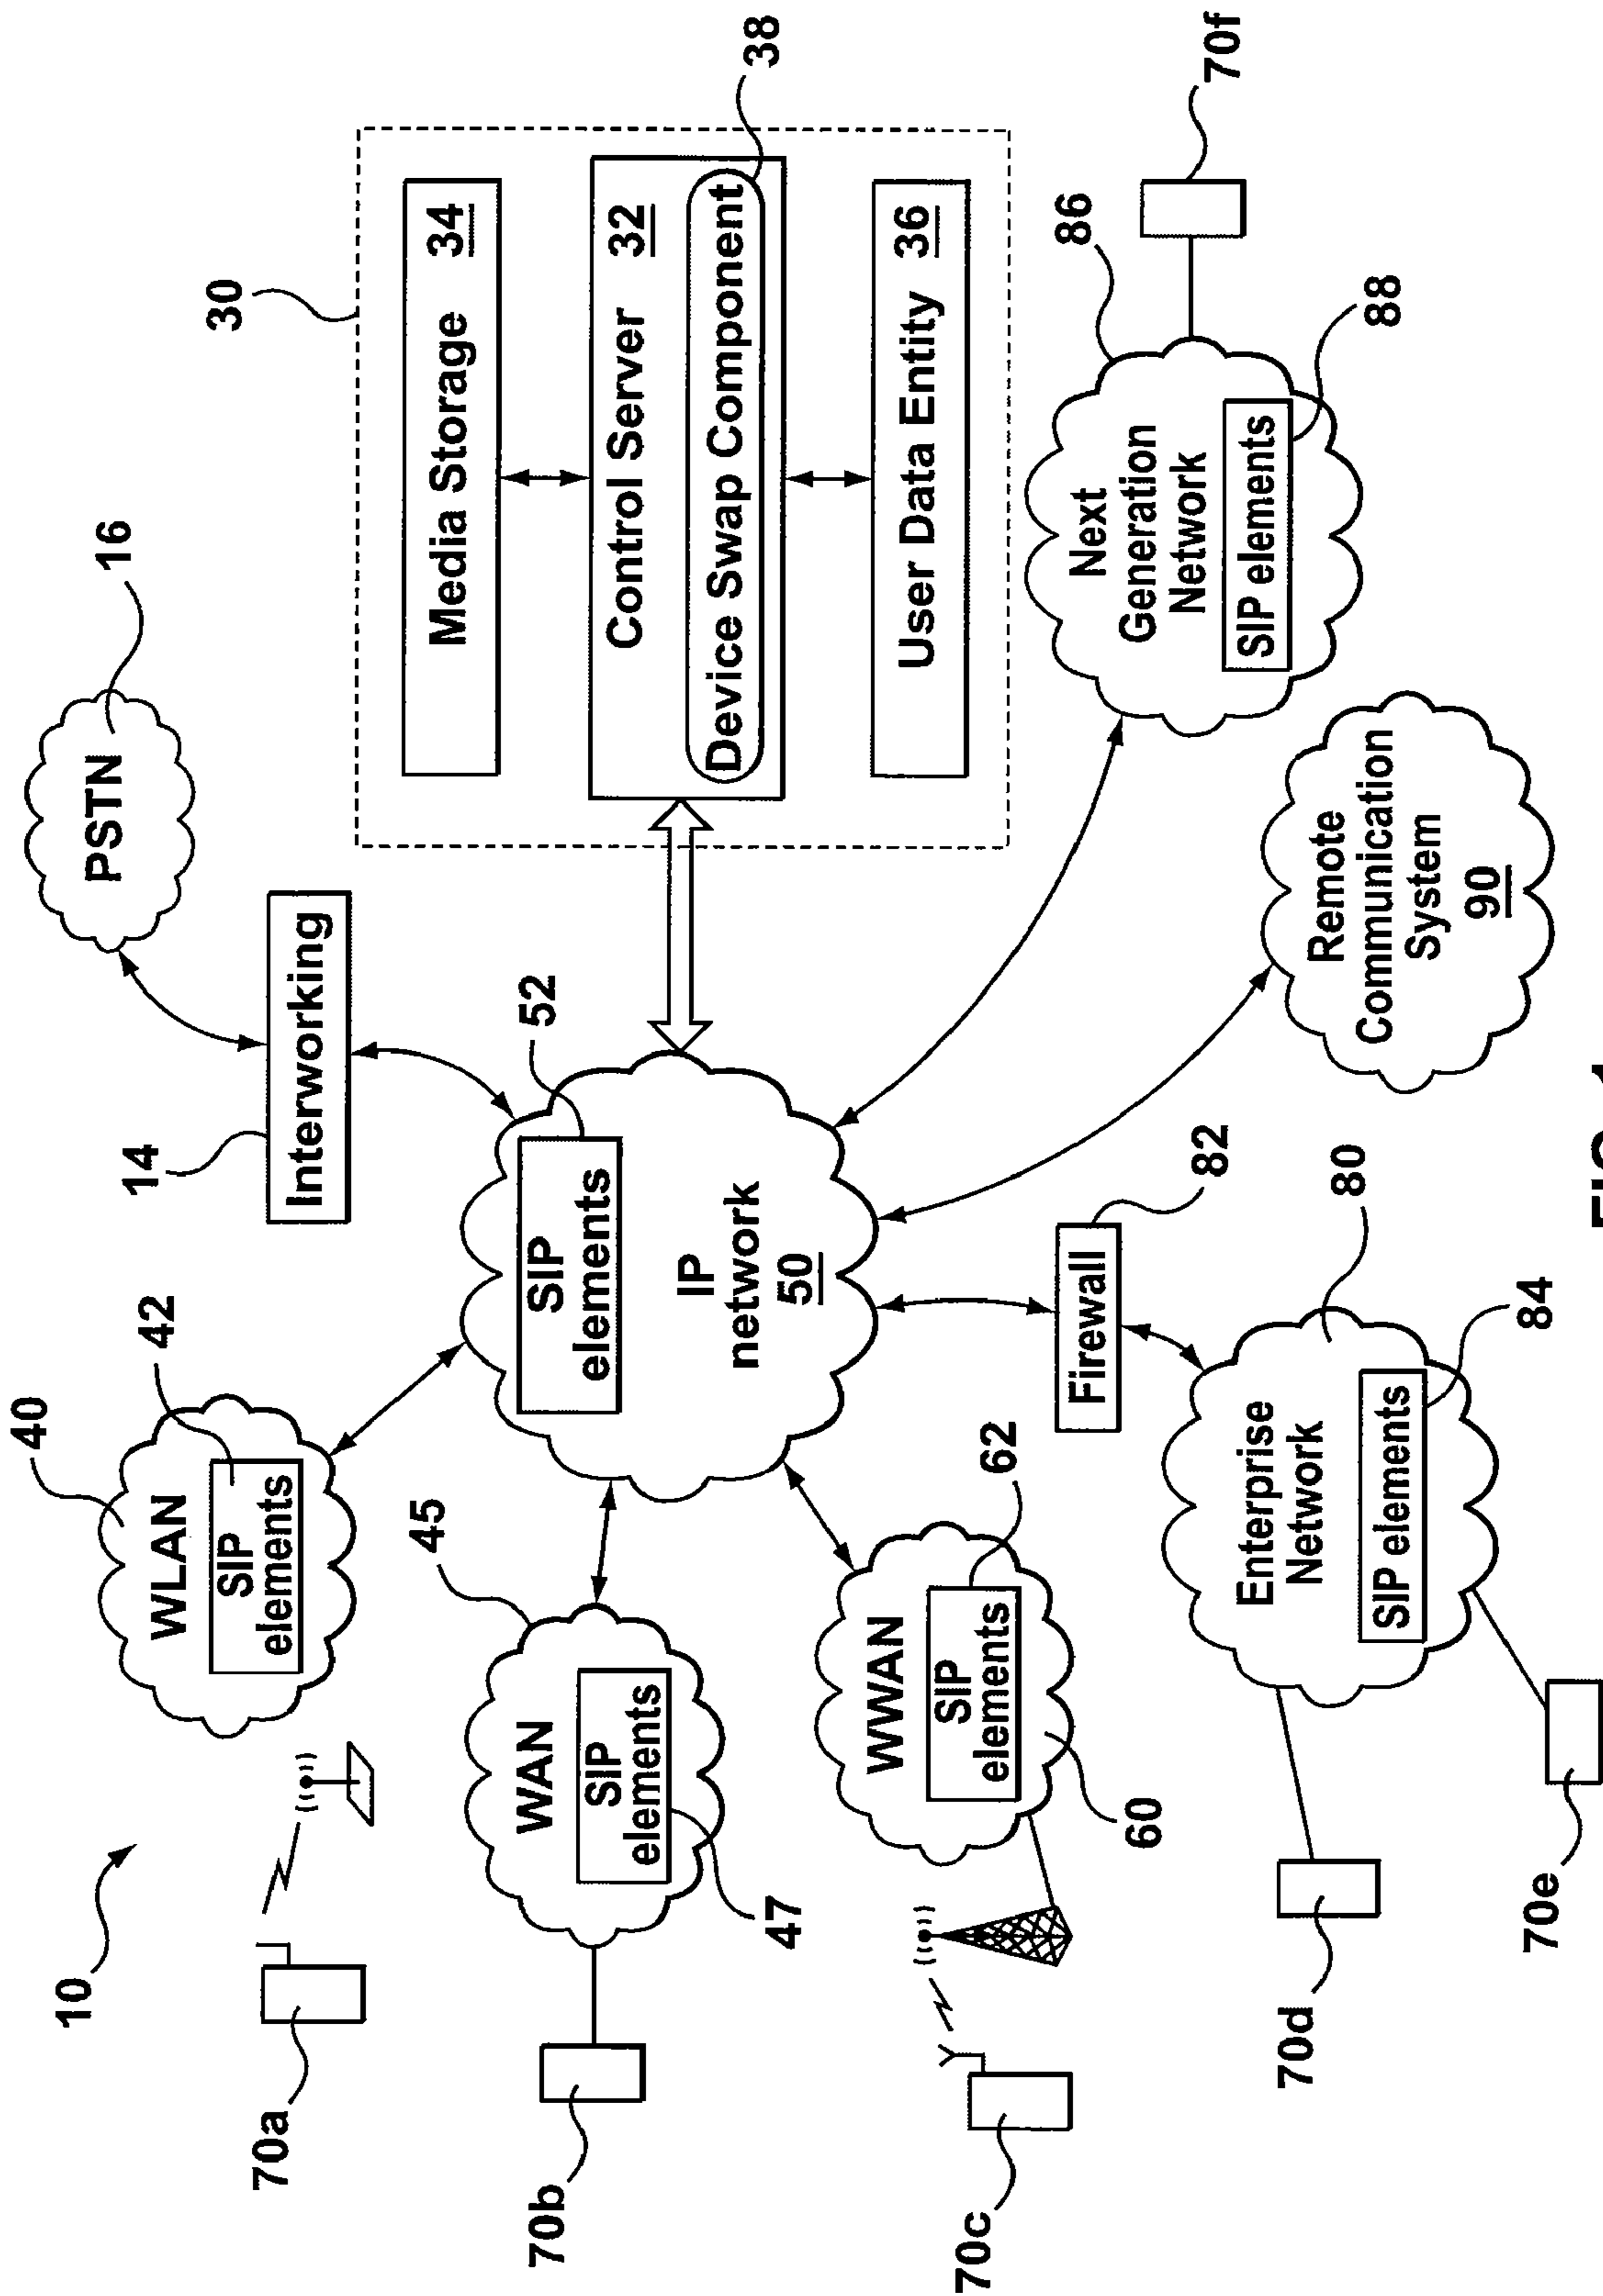 10
40
42
WLAN
SIP
elements
70a
14
Interworking
PSTN
16
30
Media Storage 34
Control Server 32
Device Swap Component
38
User Data Entity 36
45
WAN
SIP
elements
47
70b
52
SIP
elements
IP
network
50
62
WWAN
SIP
elements
60
70c
Firewall
82
80
Enterprise
Network
SIP elements
84
70d
70e
86
Next
Generation
Network
SIP elements
88
70f
Remote
Communication
System
90